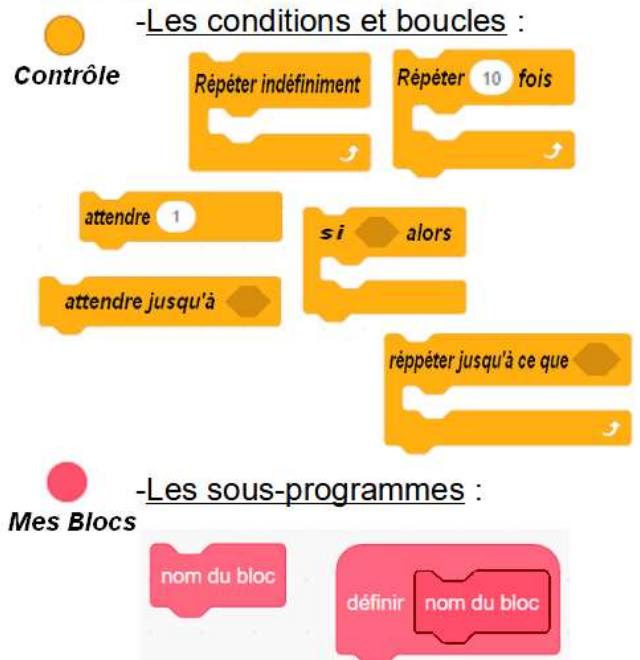 -Les conditions et boucles :
Contrôle
Répéter indéfiniment
Répéter 10 fois
attendre 1
si alors
attendre jusqu'à
réppéter jusqu'à ce que
-Les sous-programmes :
Mes Blocs
nom du bloc
définir nom du bloc